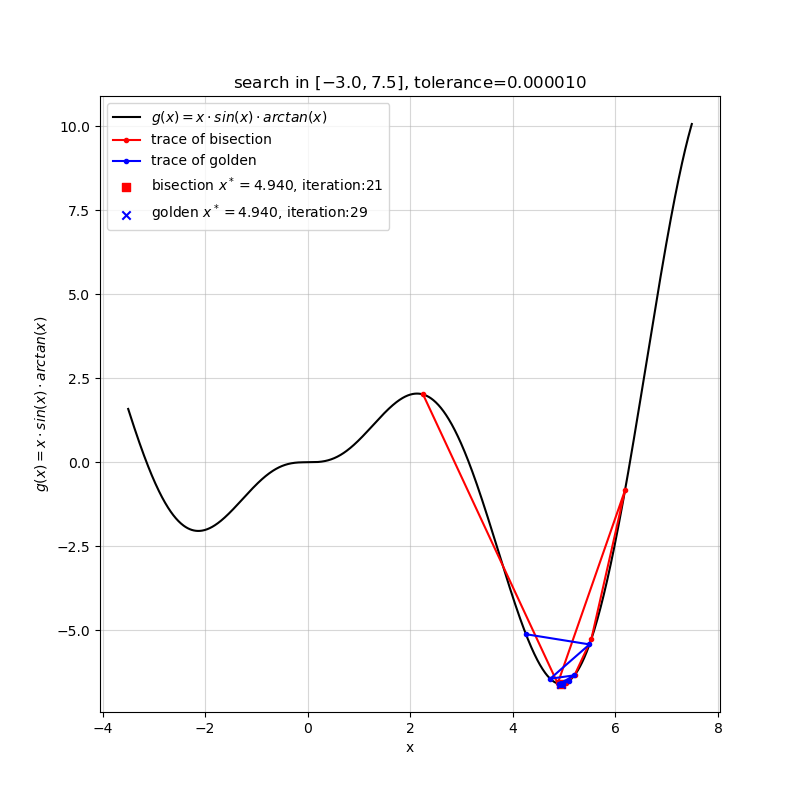 search in [−3.0, 7.5], tolerance=0.000010
g(x) = x · sin(x) · arctan(x)
trace of bisection
trace of golden
bisection x* = 4.940, iteration:21
golden x* = 4.940, iteration:29
10.0
7.5
5.0
2.5
0.0
−2.5
−5.0
g(x) = x · sin(x) · arctan(x)
−4 −2 0 2 4 6 8
x